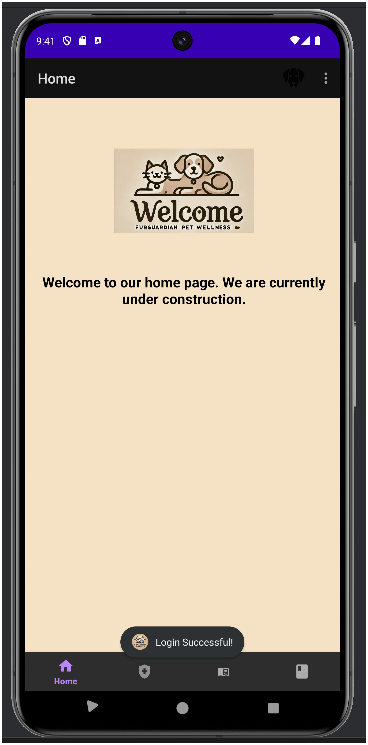 9:41
Home
Welcome
FURGUARDIAN PET WELLNESS
Welcome to our home page. We are currently
under construction.
Login Successful!
Home